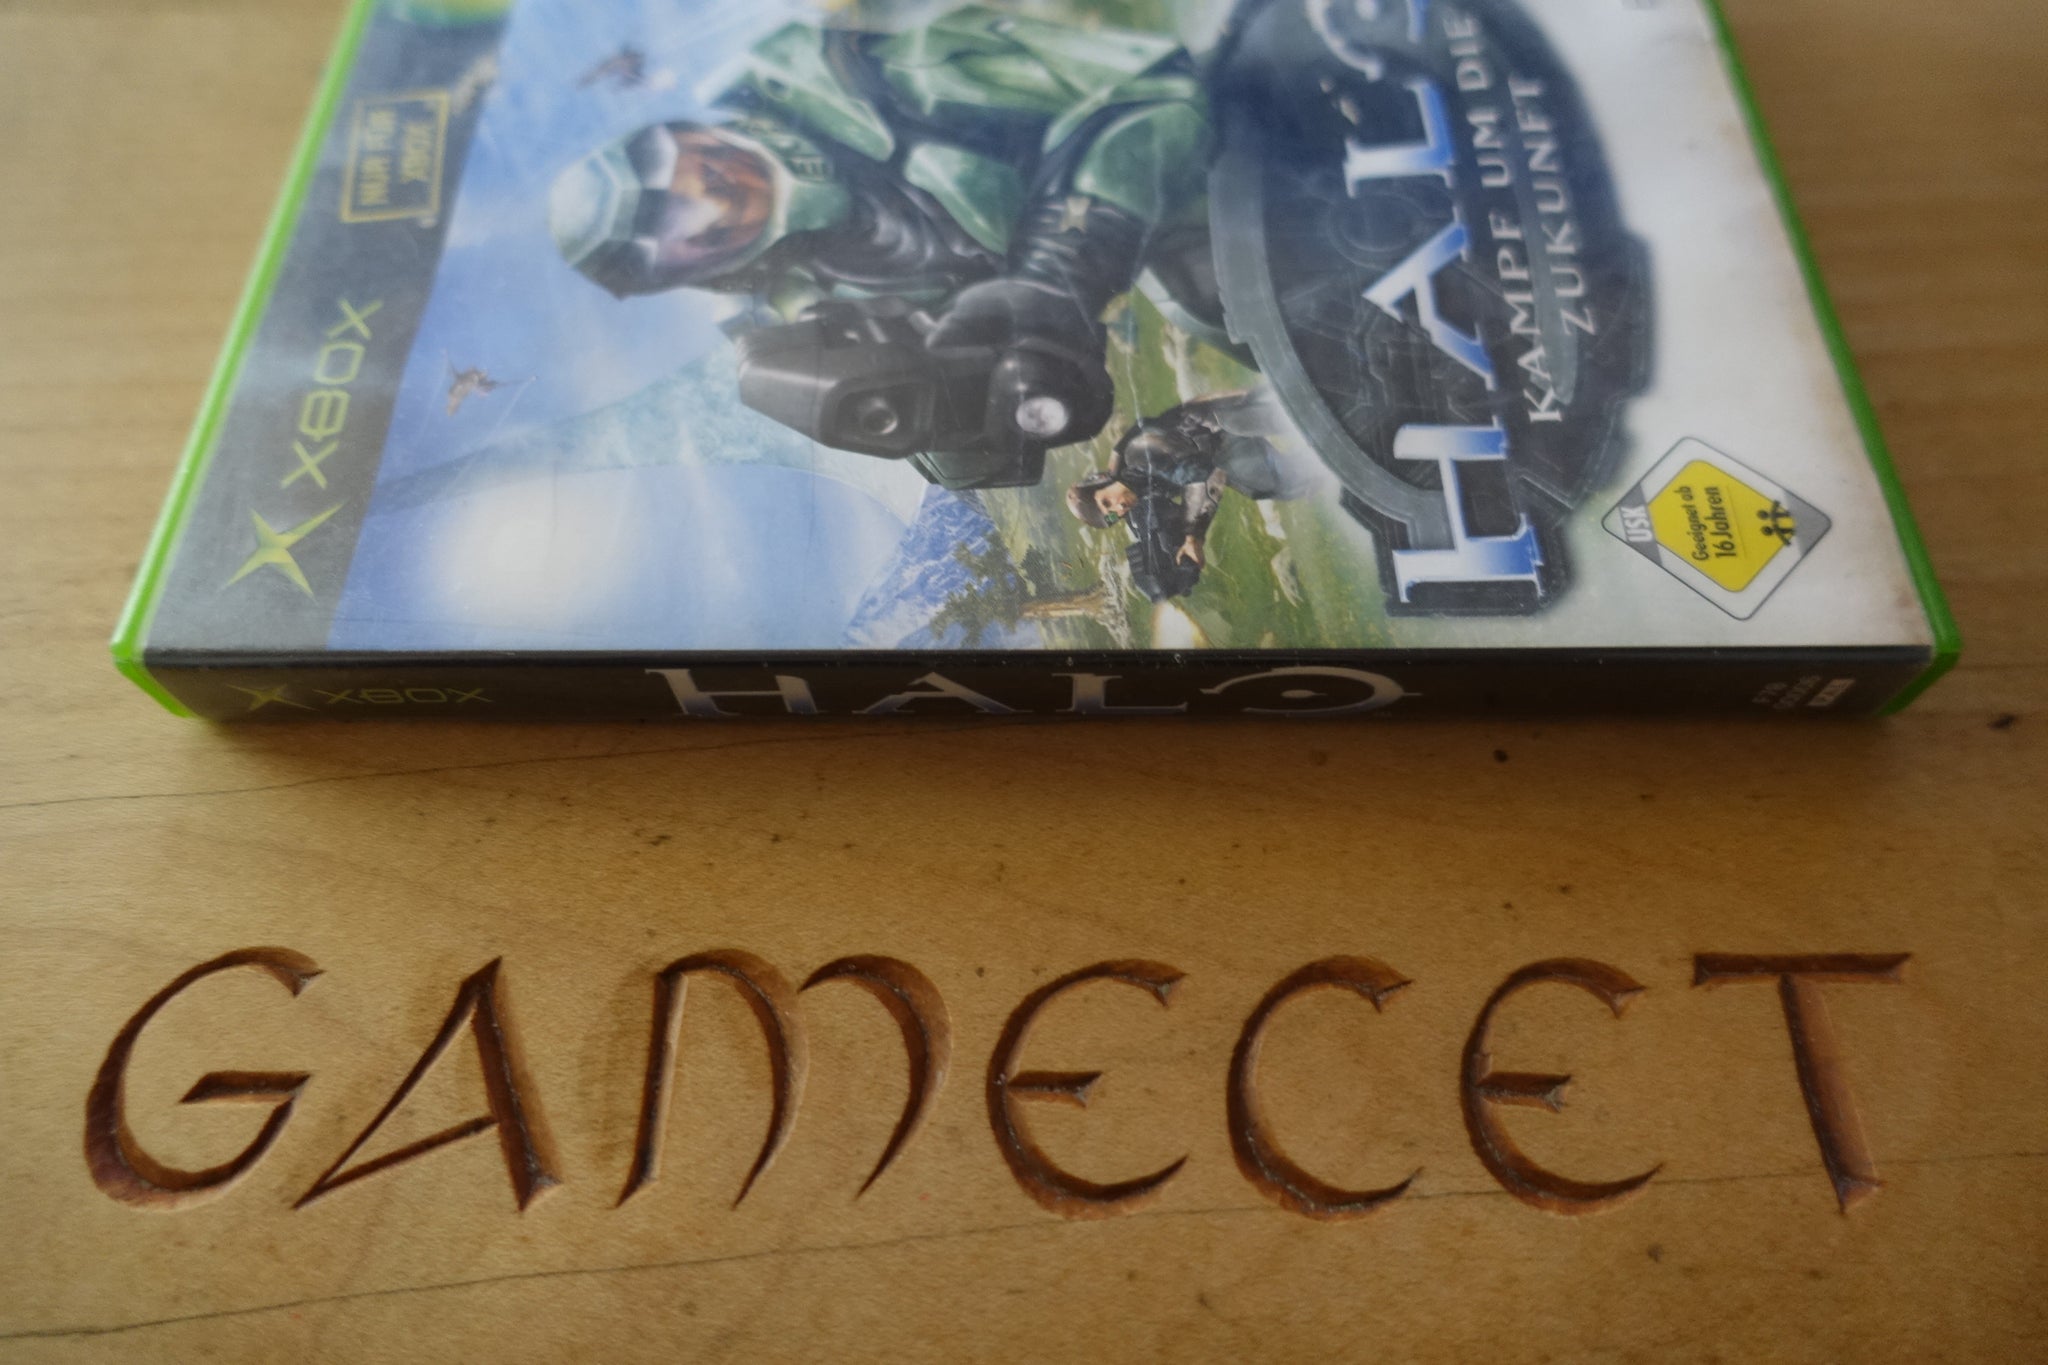 NUR FÜR
XBOX
XBOX
HALO
KAMPF UM DIE
ZUKUNFT
USK
Geeignet ab
16 Jahren
XBOX
HALO
GAMECET